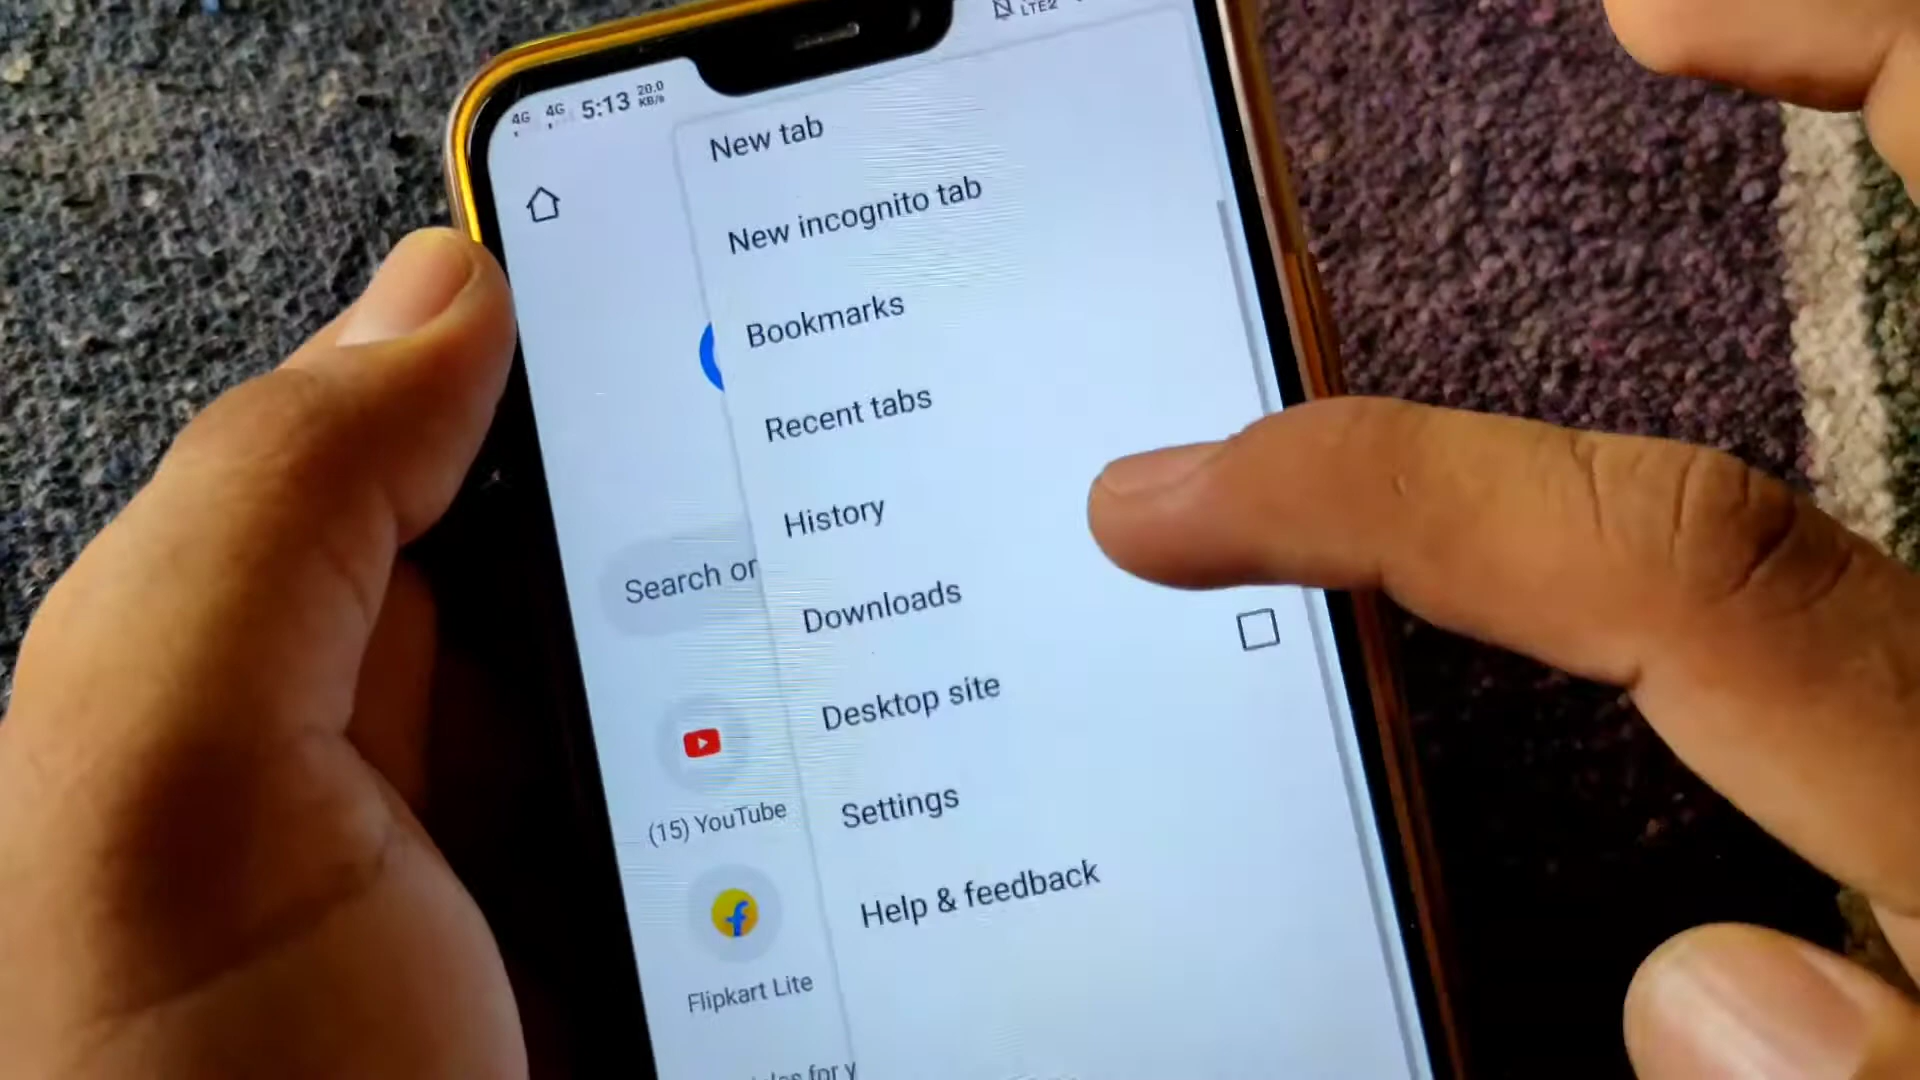 4G 4G 5:13 20.0 KB/s
LTE2
New tab
New incognito tab
Bookmarks
Recent tabs
History
Search or
Downloads
Desktop site
(15) YouTube
Settings
Help & feedback
Flipkart Lite
for y